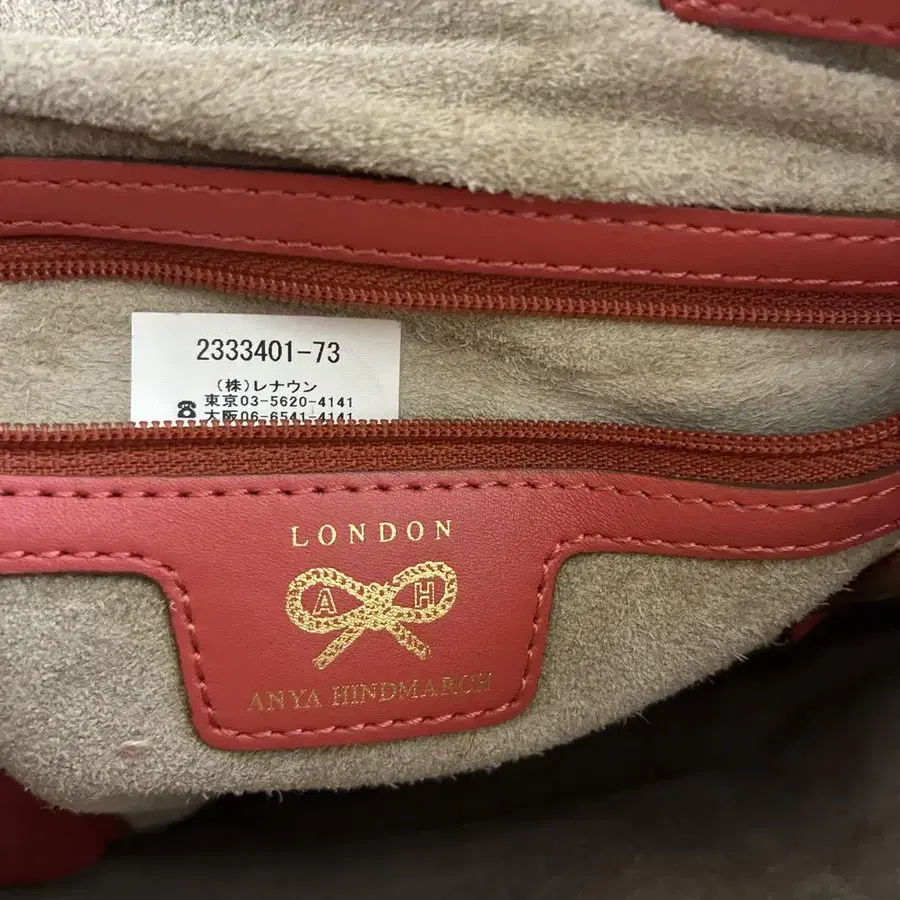 2333401-73
(株)レナウン
☎ 東京03-5620-4141
大阪06-6541-4141
LONDON
A H
ANYA HINDMARCH